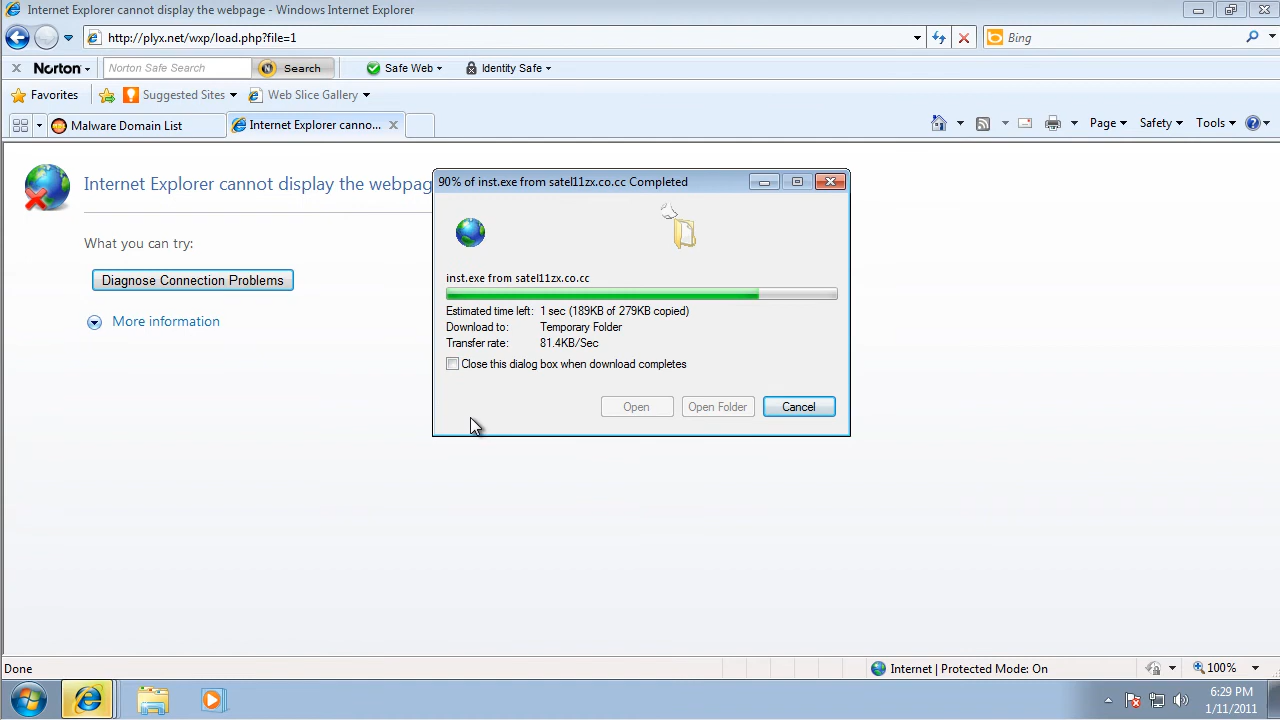 Internet Explorer cannot display the webpage - Windows Internet Explorer
http://plyx.net/wxp/load.php?file=1
Bing
Norton
Norton Safe Search
N
Search
Safe Web
Identity Safe
Favorites
Suggested Sites
Web Slice Gallery
Malware Domain List
Internet Explorer canno...
Page
Safety
Tools
Internet Explorer cannot display the webpag
What you can try:
Diagnose Connection Problems
More information
90% of inst.exe from satel11zx.co.cc Completed
inst.exe from satel11zx.co.cc
Estimated time left: 1 sec (189KB of 279KB copied)
Download to: Temporary Folder
Transfer rate: 81.4KB/Sec
Close this dialog box when download completes
Open
Open Folder
Cancel
Done
Internet | Protected Mode: On
100%
6:29 PM
1/11/2011